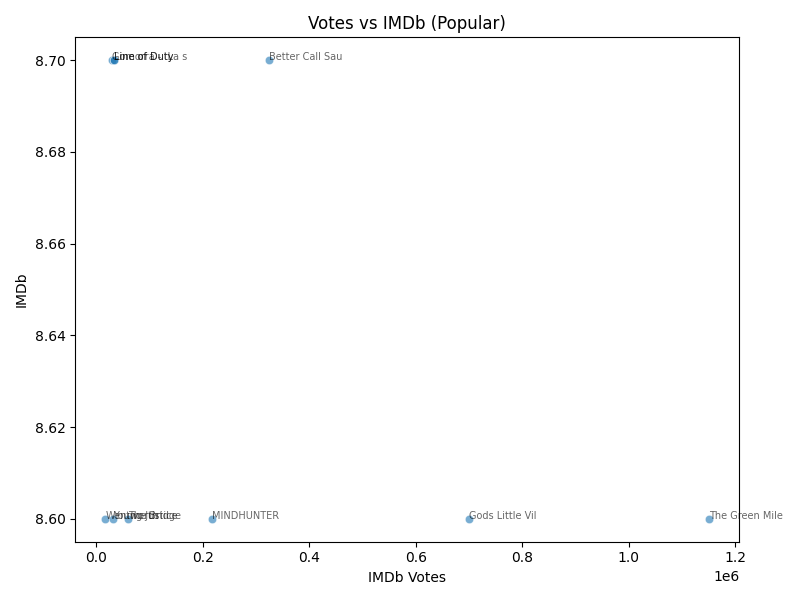 Votes vs IMDb (Popular)
8.70
Line of Duty
Better Call Sau
8.68
8.66
IMDb
8.64
8.62
8.60
MINDHUNTER
Gods Little Vil
The Green Mile
0.0
0.2
0.4
0.6
0.8
1.0
1.2
1e6
IMDb Votes